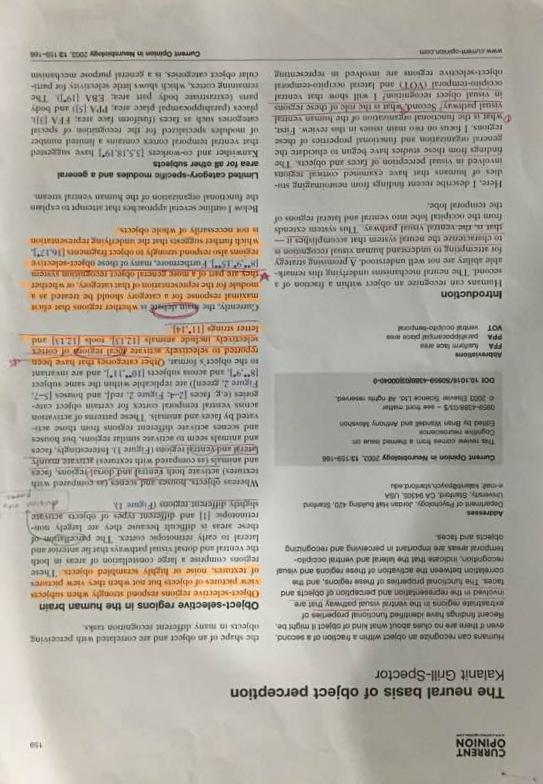 CURRENT
OPINION
159
The neural basis of object perception
Kalanit Grill-Spector
Humans can recognize an object within a fraction of a second,
even if there are no clues about what kind of object it might be.
Recent findings have identified functional properties of
extrastriate regions in the ventral visual pathway that are
involved in the representation and perception of objects and
faces. The functional properties of these regions, and the
correlation between the activation of these regions and visual
recognition, indicate that the lateral and ventral occipito-
temporal areas are important in perceiving and recognizing
objects and faces.
Addresses
Department of Psychology, Jordan Hall building 420, Stanford
University, Stanford, CA 94305, USA
e-mail: kalanit@psych.stanford.edu
Current Opinion in Neurobiology 2003, 13:159–166
This review comes from a themed issue on
Cognitive neuroscience
Edited by Brian Wandell and Anthony Movshon
0959-4388/03/$ – see front matter
© 2003 Elsevier Science Ltd. All rights reserved.
DOI 10.1016/S0959-4388(03)00040-0
Abbreviations
FFA fusiform face area
PPA parahippocampal place area
VOT ventral occipito-temporal
Introduction
Humans can recognize an object within a fraction of a
second. The neural mechanisms underlying this remark-
able ability are not well understood. A promising strategy
for attempting to understand human visual recognition is
to characterize the neural system that accomplishes it —
that is, the ventral visual pathway. This system extends
from the occipital lobe into ventral and lateral regions of
the temporal lobe.
Here, I describe recent findings from neuroimaging stu-
dies of humans that have examined cortical regions
involved in visual perception of faces and objects. The
findings from these studies have begun to elucidate the
general organization and functional properties of these
regions. I focus on two main issues in this review. First,
what is the functional organization of the human ventral
visual pathway? Second, what is the role of these regions
in visual object recognition? I will show that ventral
occipito-temporal (VOT) and lateral occipito-temporal
object-selective regions are involved in representing
the shape of an object and are correlated with perceiving
objects in many different recognition tasks.
Object-selective regions in the human brain
Object-selective regions respond strongly when subjects
view pictures of objects but not when they view pictures
of textures, noise or highly scrambled objects. These
regions comprise a large constellation of areas in both
the ventral and dorsal visual pathways that lie anterior and
lateral to early retinotopic cortex. The parcellation of
these areas is difficult because they are largely non-
retinotopic [1] and different types of objects activate
slightly different regions (Figure 1).
Whereas objects, houses and scenes (as compared with
textures) activate both ventral and dorsal regions, faces
and animals (as compared with textures) activate mainly
lateral and ventral regions (Figure 1). Interestingly, faces
and animals seem to activate similar regions, but houses
and scenes activate different regions from those acti-
vated by faces and animals. These patterns of activation
across ventral temporal cortex for certain object cate-
gories (e.g. faces [2–4; Figure 2, red], and houses [5–7;
Figure 2, green]) are replicable within the same subject
[8••,9•], and across subjects [10••,11•], and are invariant
to the object's format. Other categories that have been
reported to selectively activate focal regions of cortex
selectively include animals [12,13], tools [12,13] and
letter strings [11•,14].
Currently, the main debate is whether regions that elicit
maximal response for a category should be treated as a
module for the representation of that category, or whether
they are part of a more general object recognition system
[8••,9•,15••]. Furthermore, many of these object-selective
regions also respond strongly to object fragments [16,17•],
which further suggests that the underlying representation
is not necessarily of whole objects.
Below I outline several approaches that attempt to explain
the functional organization of the human ventral stream.
Limited category-specific modules and a general
area for all other subjects
Kanwisher and co-workers [3,5,18,19•] have suggested
that ventral temporal cortex contains a limited number
of modules specialized for the recognition of special
categories such as faces (fusiform face area; FFA [3]),
places (parahippocampal place area; PPA [5]) and body
parts (extrastriate body part area; EBA [19•]). The
remaining cortex, which shows little selectivity for parti-
cular object categories, is a general purpose mechanism
www.current-opinion.com
Current Opinion in Neurobiology 2003, 13:159–166